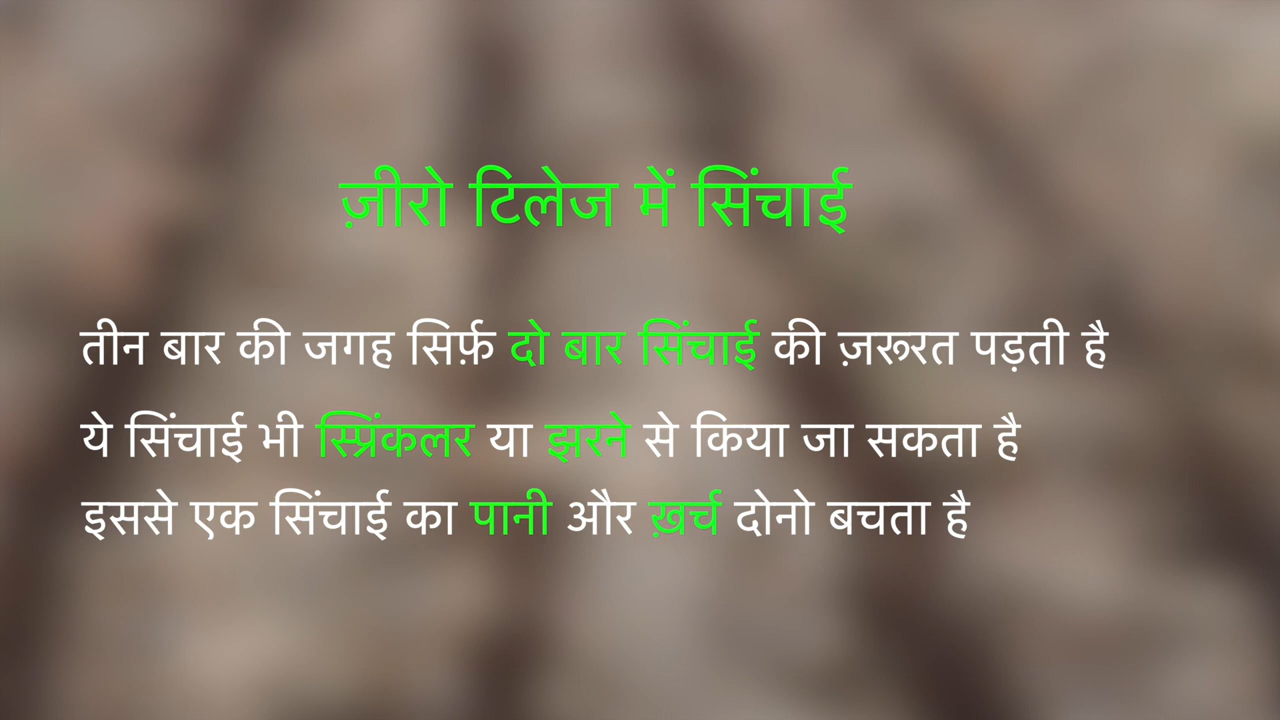 ज़ीरो टिलेज में सिंचाई
तीन बार की जगह सिर्फ़ दो बार सिंचाई की ज़रूरत पड़ती है
ये सिंचाई भी स्प्रिंकलर या झरने से किया जा सकता है
इससे एक सिंचाई का पानी और ख़र्च दोनो बचता है